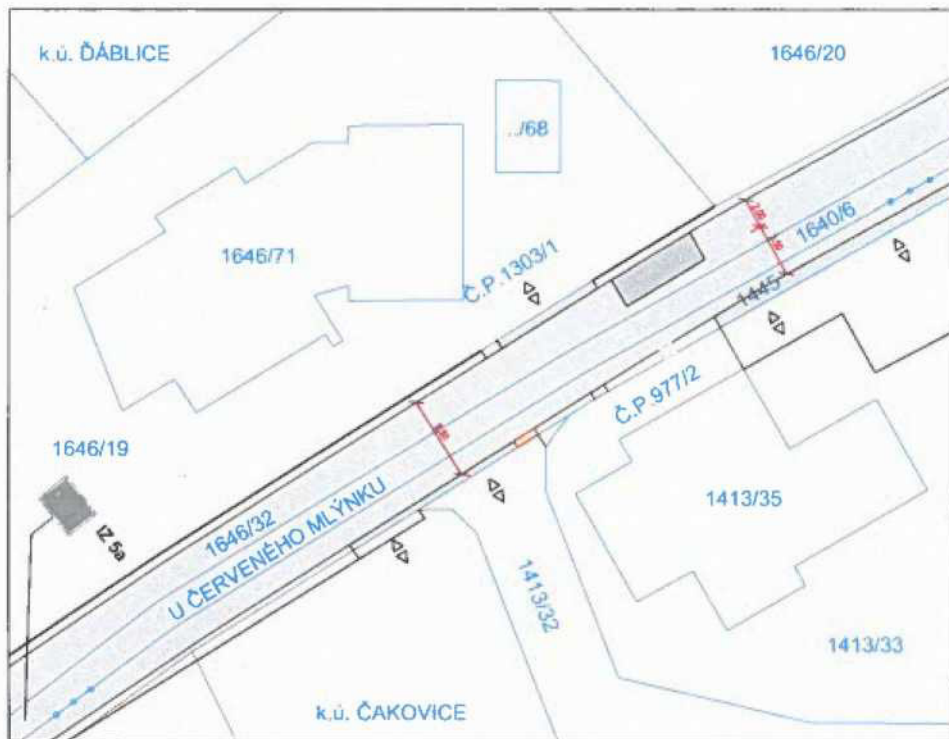 k.ú. ĎÁBLICE
1646/20
../68
1640/6
1646/71
Č.P.1303/1
1445
Č.P.977/2
1646/19
IZ 5a
1646/32
U ČERVENÉHO MLÝNKU
1413/35
1413/32
1413/33
k.ú. ČAKOVICE